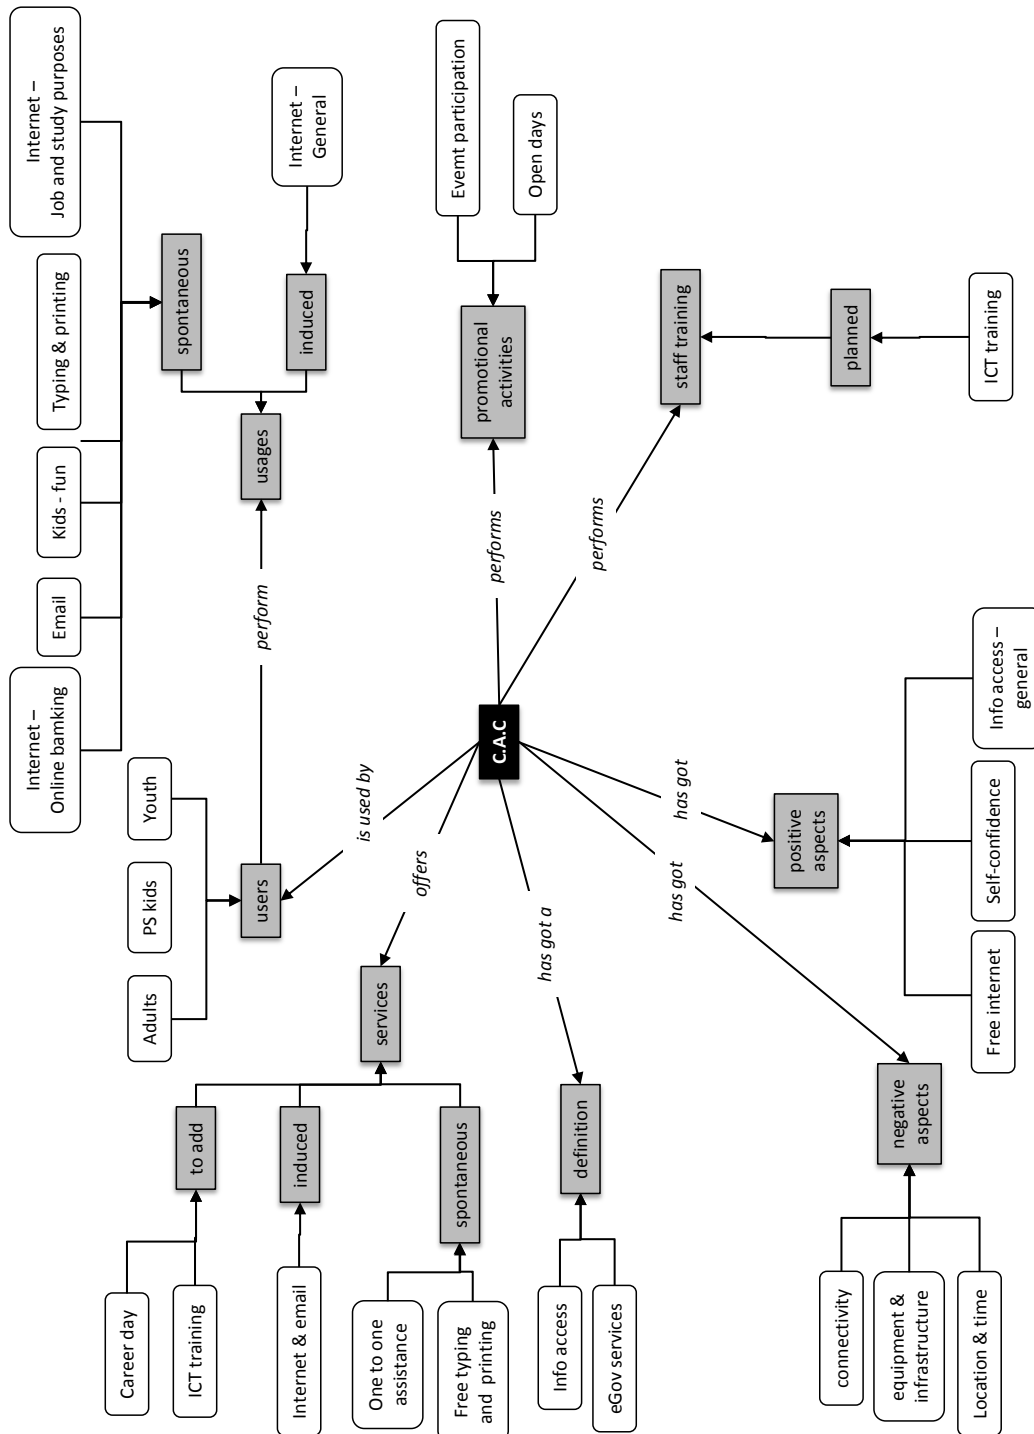 Career day
ICT training
Internet & email
One to one
assistance
Free typing
and printing
to add
induced
spontaneous
services
Info access
eGov services
definition
connectivity
equipment &
infrastructure
Location & time
negative
aspects
Adults
PS kids
Youth
users
is used by
offers
has got a
has got
has got
C.A.C
positive
aspects
Free internet
Self-confidence
Info access –
general
Internet –
Online bamking
Email
Kids - fun
Typing & printing
Internet –
Job and study purposes
perform
usages
spontaneous
induced
Internet –
General
performs
promotional
activities
Evemt participation
Open days
performs
staff training
planned
ICT training